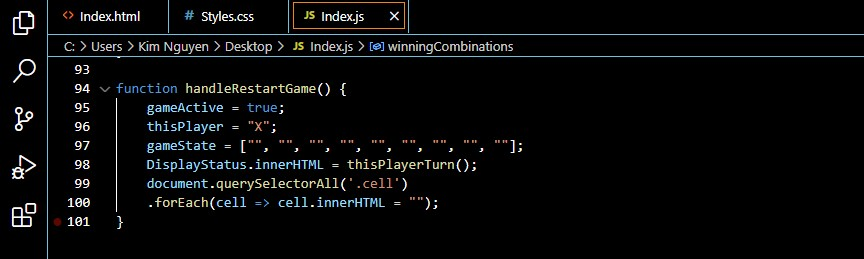 Index.html
Styles.css
JS Index.js
C: > Users > Kim Nguyen > Desktop > JS Index.js > winningCombinations
93
94 function handleRestartGame() {
95 gameActive = true;
96 thisPlayer = "X";
97 gameState = ["", "", "", "", "", "", "", "", ""];
98 DisplayStatus.innerHTML = thisPlayerTurn();
99 document.querySelectorAll('.cell')
100 .forEach(cell => cell.innerHTML = "");
101 }